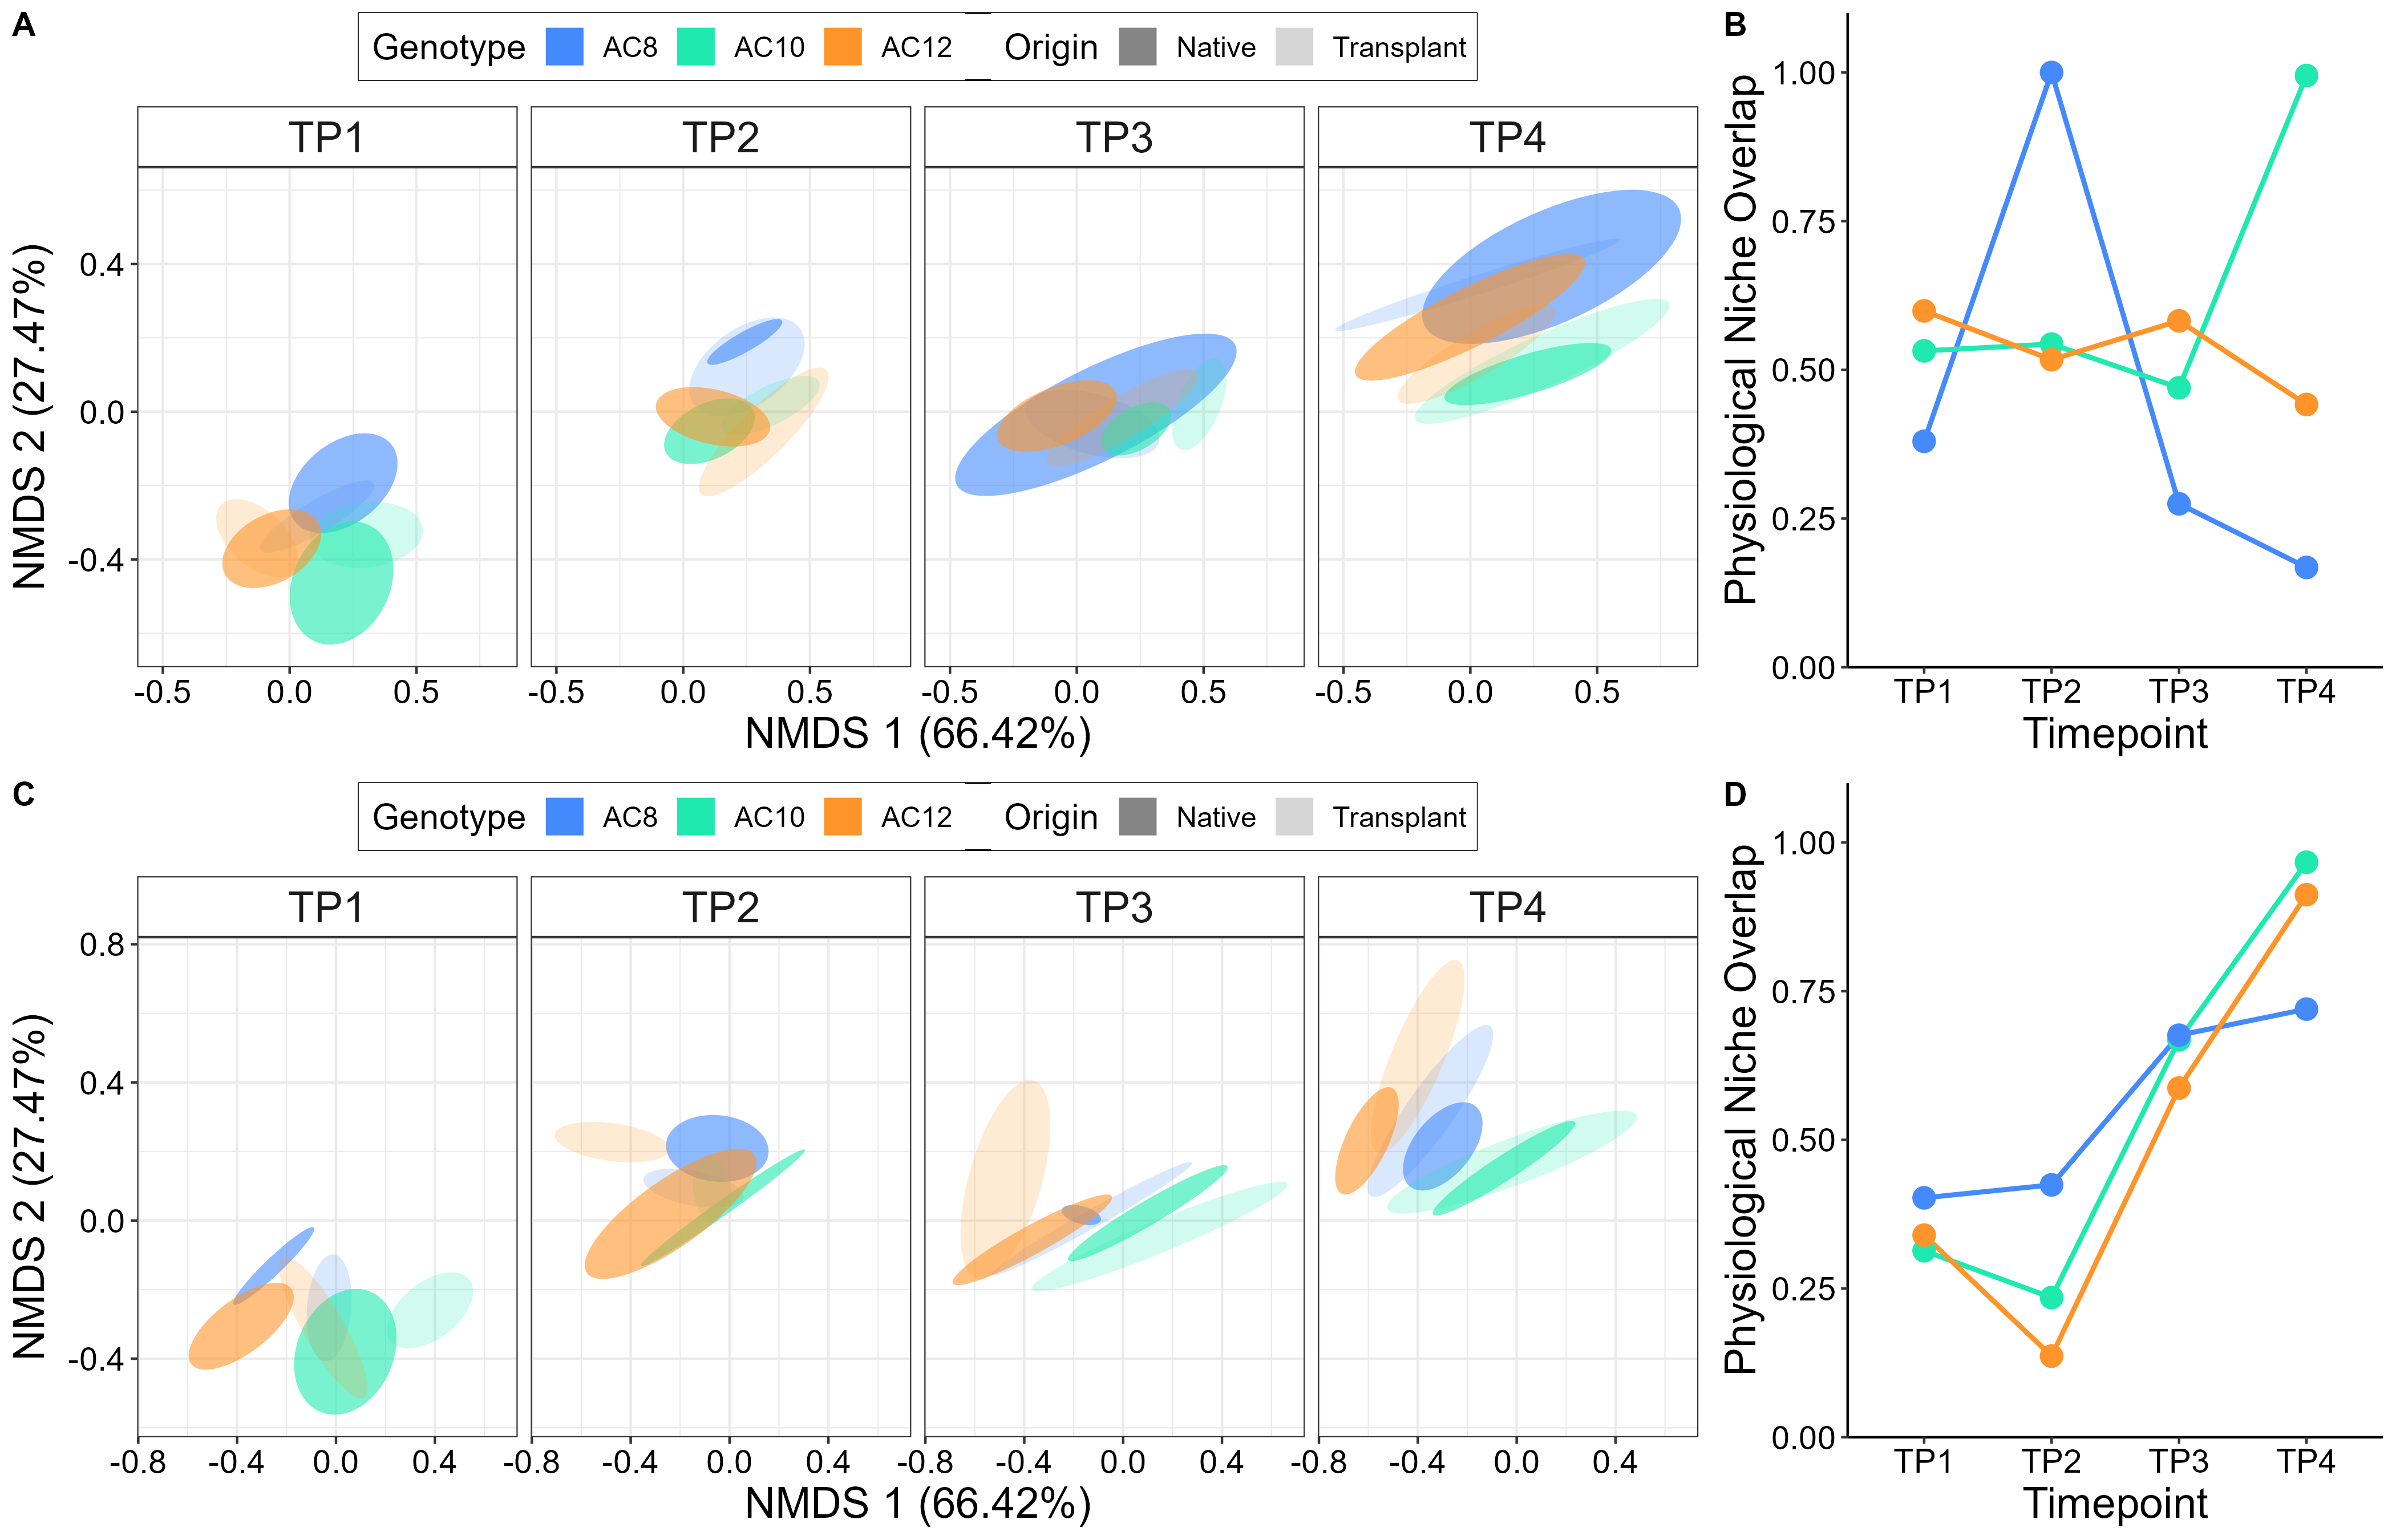 A
Genotype AC8 AC10 AC12 Origin Native Transplant
TP1 TP2 TP3 TP4
NMDS 2 (27.47%)
0.4
0.0
-0.4
-0.5 0.0 0.5 -0.5 0.0 0.5 -0.5 0.0 0.5 -0.5 0.0 0.5
NMDS 1 (66.42%)
B
Physiological Niche Overlap
1.00
0.75
0.50
0.25
0.00
TP1 TP2 TP3 TP4
Timepoint
C
Genotype AC8 AC10 AC12 Origin Native Transplant
TP1 TP2 TP3 TP4
NMDS 2 (27.47%)
0.8
0.4
0.0
-0.4
-0.8 -0.4 0.0 0.4 -0.8 -0.4 0.0 0.4 -0.8 -0.4 0.0 0.4 -0.8 -0.4 0.0 0.4
NMDS 1 (66.42%)
D
Physiological Niche Overlap
1.00
0.75
0.50
0.25
0.00
TP1 TP2 TP3 TP4
Timepoint